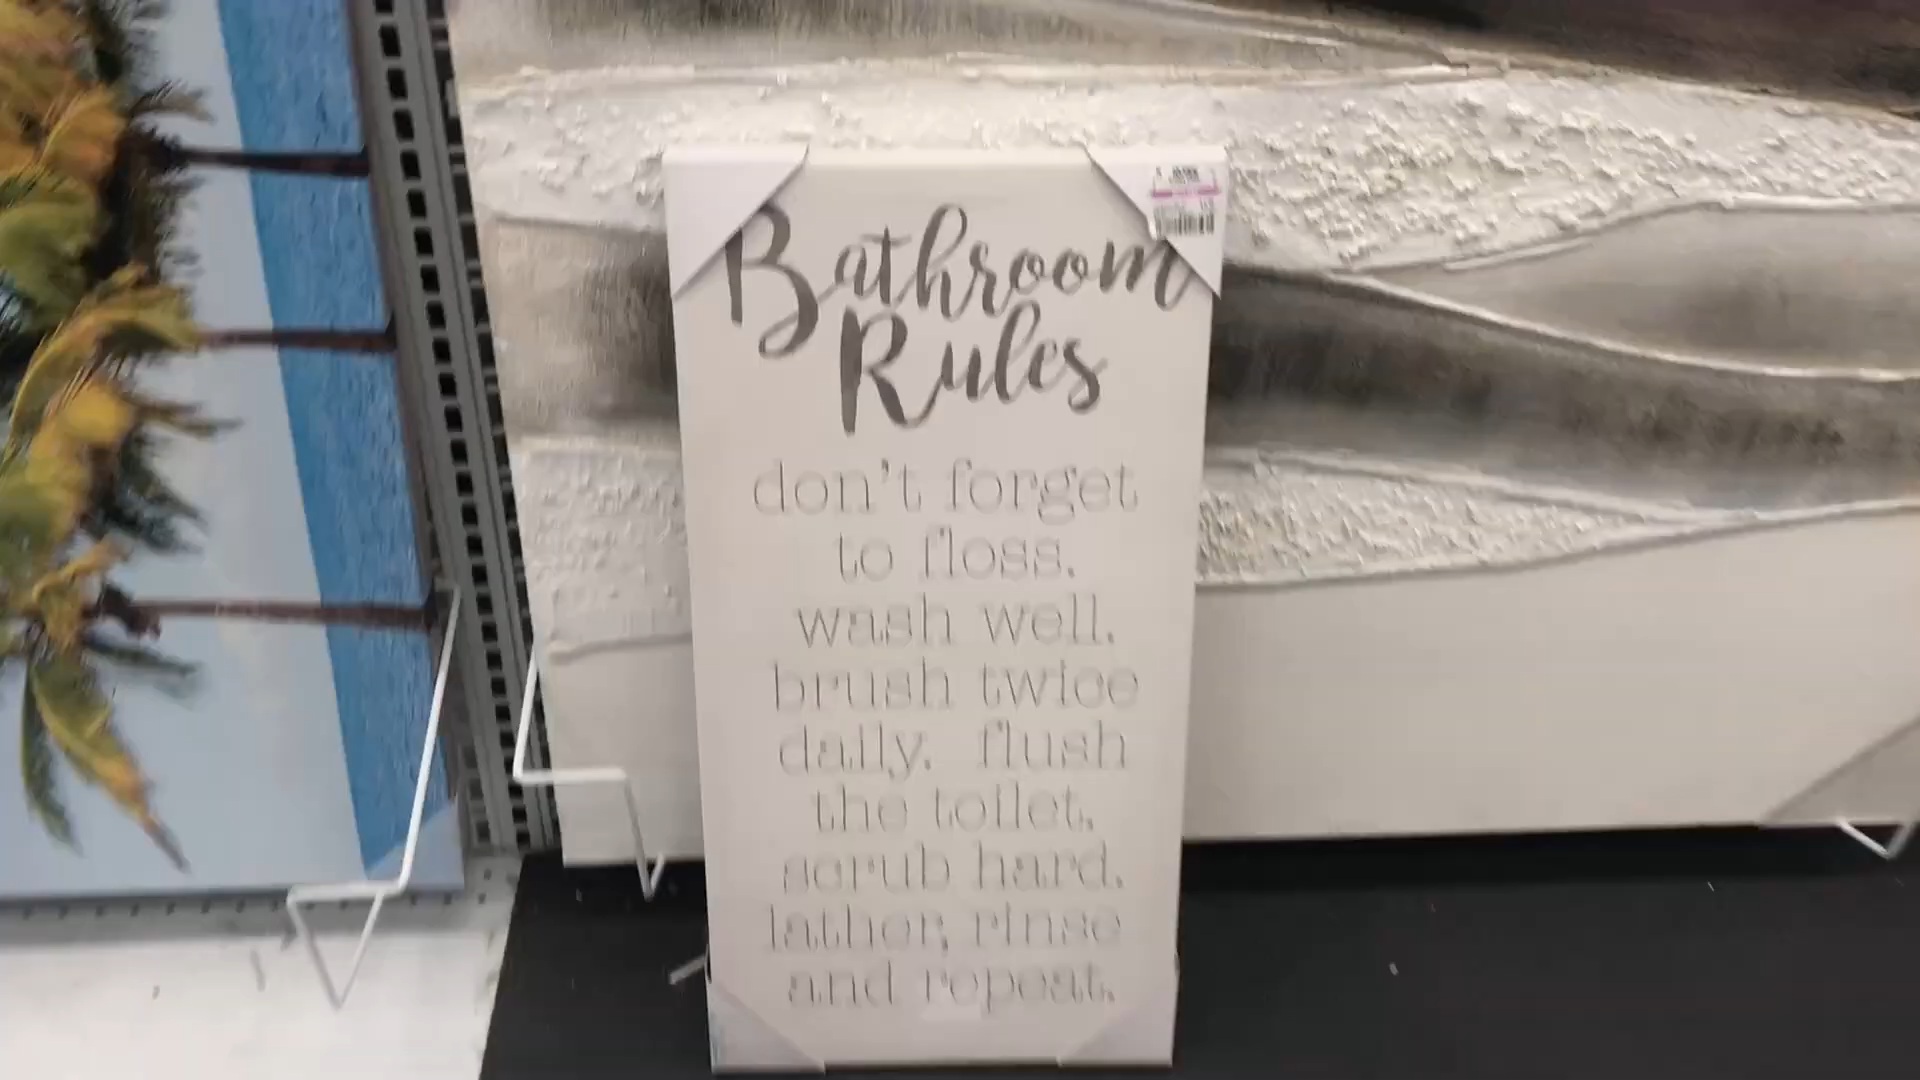 Bathroom
Rules
don't forget
to floss.
wash well.
brush twice
daily. flush
the toilet.
scrub hard.
lather, rinse
and repeat.